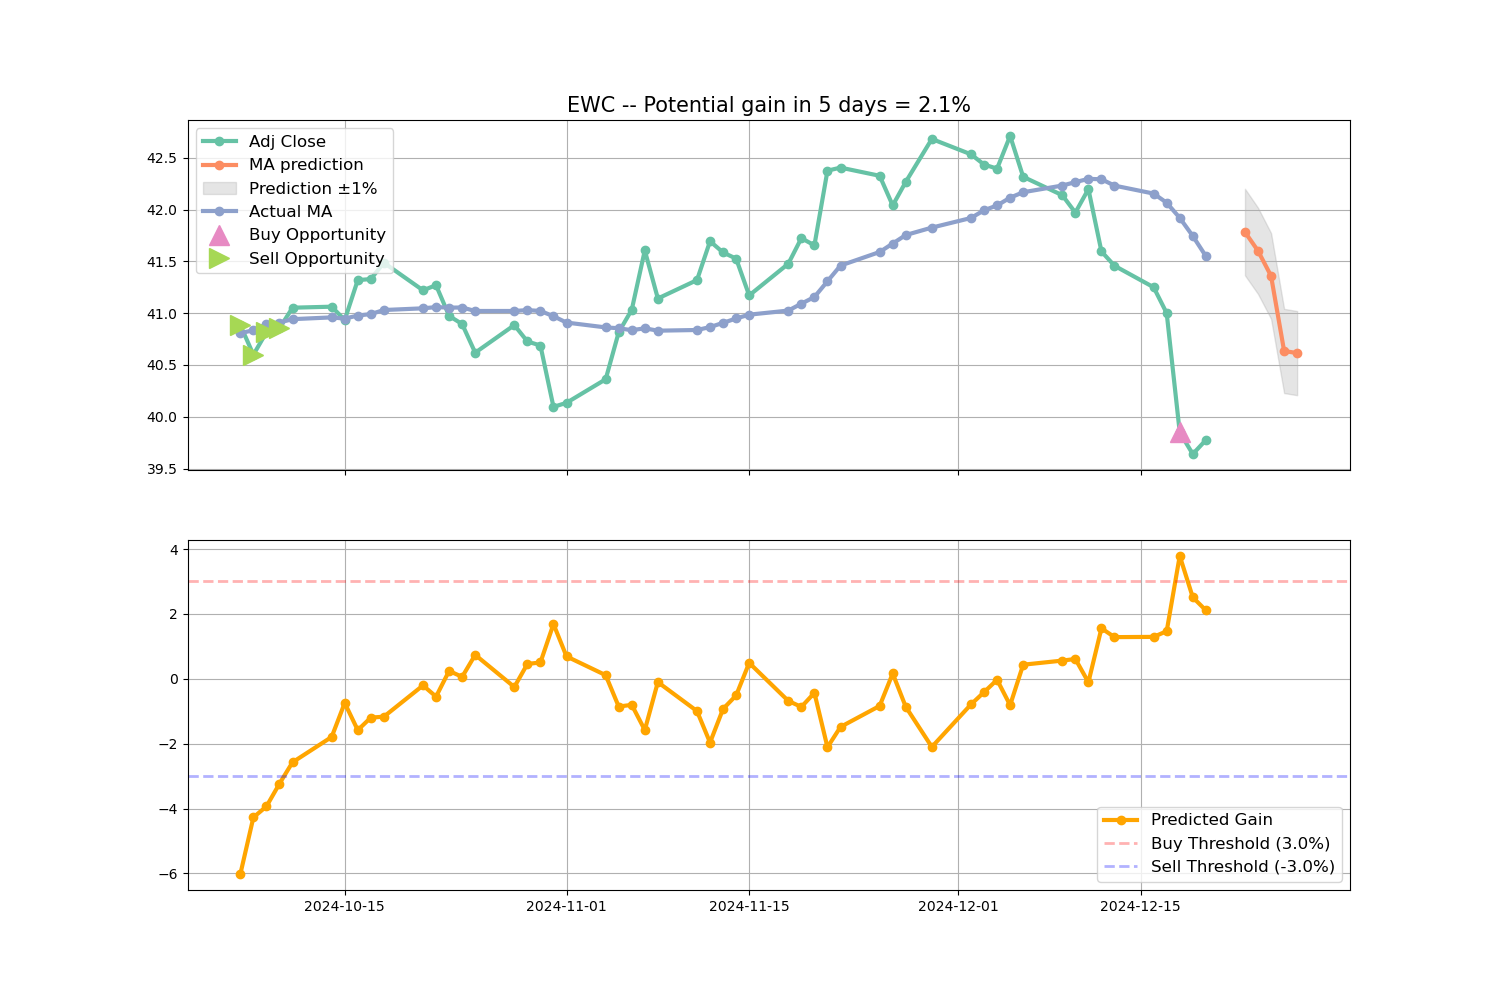 EWC -- Potential gain in 5 days = 2.1%
Adj Close
MA prediction
Prediction ±1%
Actual MA
Buy Opportunity
Sell Opportunity
42.5
42.0
41.5
41.0
40.5
40.0
39.5
4
2
0
−2
−4
−6
Predicted Gain
Buy Threshold (3.0%)
Sell Threshold (-3.0%)
2024-10-15 2024-11-01 2024-11-15 2024-12-01 2024-12-15